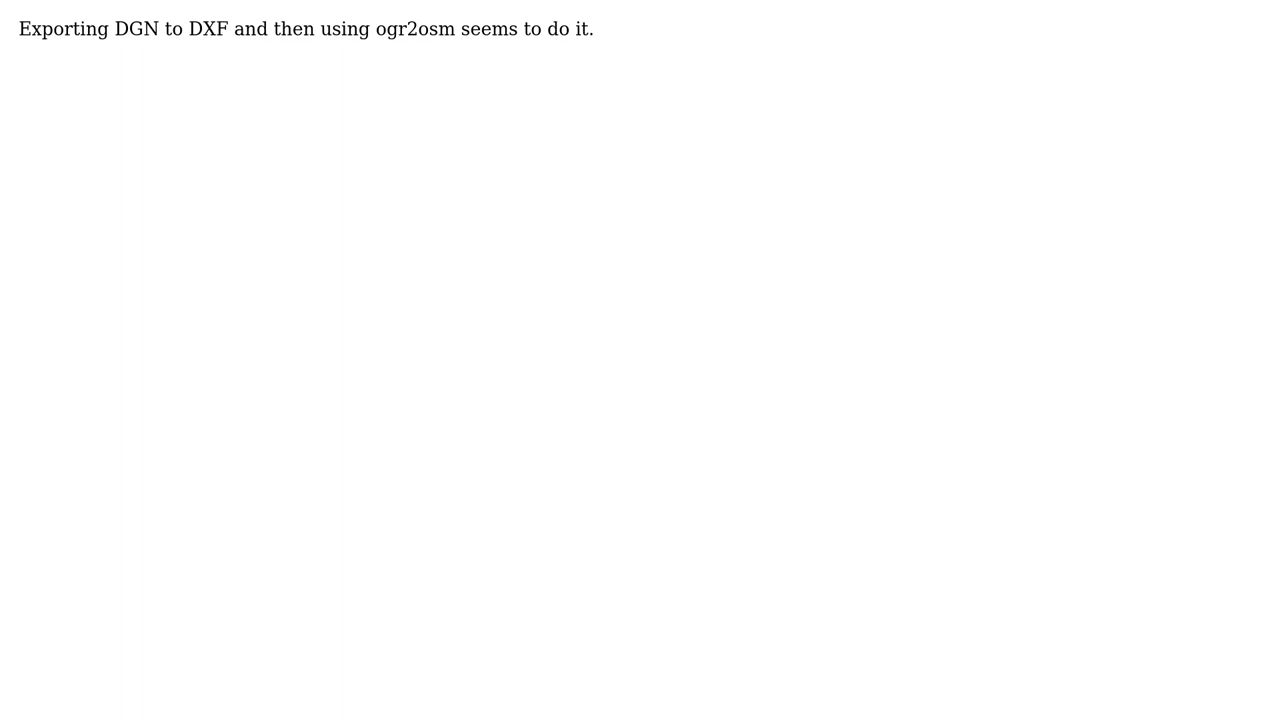 Exporting DGN to DXF and then using ogr2osm seems to do it.